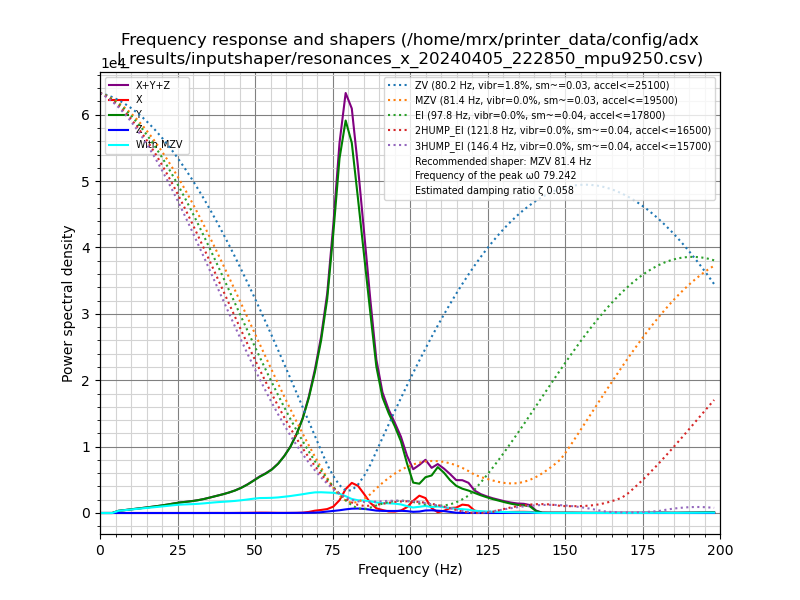 Frequency response and shapers (/home/mrx/printer_data/config/adx
l_results/inputshaper/resonances_x_20240405_222850_mpu9250.csv)
1e4
X+Y+Z
X
Y
Z
With MZV
ZV (80.2 Hz, vibr=1.8%, sm~=0.03, accel<=25100)
MZV (81.4 Hz, vibr=0.0%, sm~=0.03, accel<=19500)
EI (97.8 Hz, vibr=0.0%, sm~=0.04, accel<=17800)
2HUMP_EI (121.8 Hz, vibr=0.0%, sm~=0.04, accel<=16500)
3HUMP_EI (146.4 Hz, vibr=0.0%, sm~=0.04, accel<=15700)
Recommended shaper: MZV 81.4 Hz
Frequency of the peak ω0 79.242
Estimated damping ratio ζ 0.058
Power spectral density
6
5
4
3
2
1
0
0 25 50 75 100 125 150 175 200
Frequency (Hz)